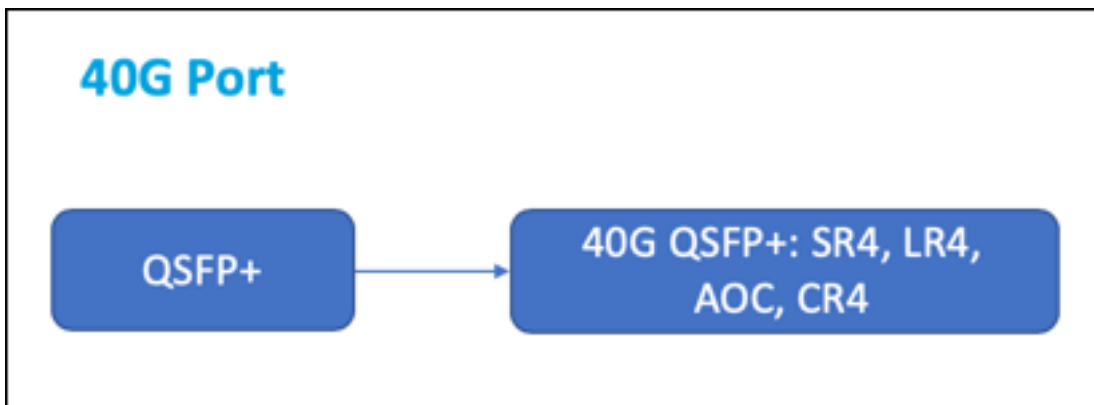 40G Port
QSFP+
40G QSFP+: SR4, LR4,
AOC, CR4